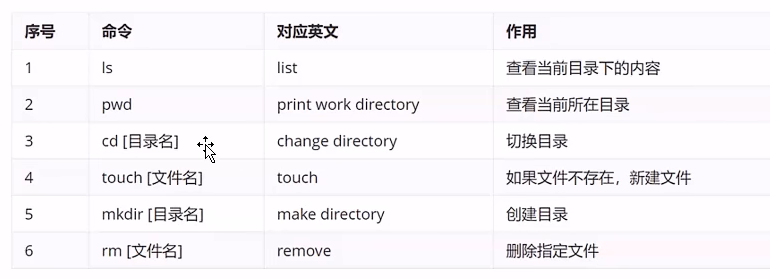 序号 命令 对应英文 作用
1 ls list 查看当前目录下的内容
2 pwd print work directory 查看当前所在目录
3 cd [目录名] change directory 切换目录
4 touch [文件名] touch 如果文件不存在，新建文件
5 mkdir [目录名] make directory 创建目录
6 rm [文件名] remove 删除指定文件